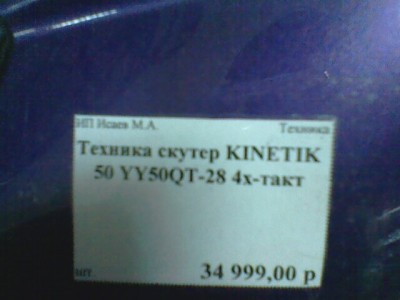 ИП Исаев М.А. Техника
Техника скутер KINETIK
50 YY50QT-28 4х-такт
шт. 34 999,00 р